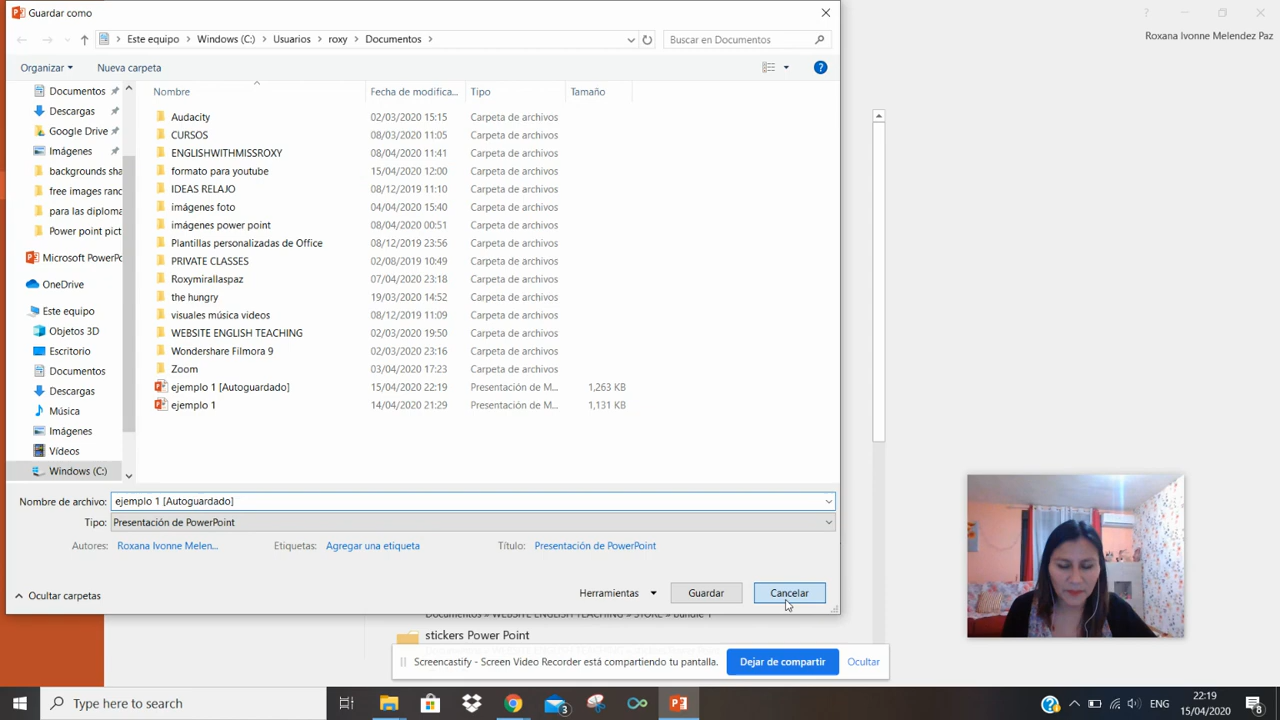 Guardar como
Roxana Ivonne Melendez Paz
Este equipo > Windows (C:) > Usuarios > roxy > Documentos >
Buscar en Documentos
Organizar
Nueva carpeta
Nombre
Fecha de modifica...
Tipo
Tamaño
Documentos
Descargas
Google Drive
Imágenes
backgrounds sha
free images ranc
para las diploma
Power point pict
Microsoft PowerPo
OneDrive
Este equipo
Objetos 3D
Escritorio
Documentos
Descargas
Música
Imágenes
Vídeos
Windows (C:)
Audacity 02/03/2020 15:15 Carpeta de archivos
CURSOS 08/03/2020 11:05 Carpeta de archivos
ENGLISHWITHMISSROXY 08/04/2020 11:41 Carpeta de archivos
formato para youtube 15/04/2020 12:00 Carpeta de archivos
IDEAS RELAJO 08/12/2019 11:10 Carpeta de archivos
imágenes foto 04/04/2020 15:40 Carpeta de archivos
imágenes power point 08/04/2020 00:51 Carpeta de archivos
Plantillas personalizadas de Office 08/12/2019 23:56 Carpeta de archivos
PRIVATE CLASSES 02/08/2019 10:49 Carpeta de archivos
Roxymirallaspaz 07/04/2020 23:18 Carpeta de archivos
the hungry 19/03/2020 14:52 Carpeta de archivos
visuales música videos 08/12/2019 11:09 Carpeta de archivos
WEBSITE ENGLISH TEACHING 02/03/2020 19:50 Carpeta de archivos
Wondershare Filmora 9 02/03/2020 23:16 Carpeta de archivos
Zoom 03/04/2020 17:23 Carpeta de archivos
ejemplo 1 [Autoguardado] 15/04/2020 22:19 Presentación de M... 1,263 KB
ejemplo 1 14/04/2020 21:29 Presentación de M... 1,131 KB
Nombre de archivo: ejemplo 1 [Autoguardado]
Tipo: Presentación de PowerPoint
Autores: Roxana Ivonne Melen...
Etiquetas: Agregar una etiqueta
Título: Presentación de PowerPoint
Ocultar carpetas
Herramientas
Guardar
Cancelar
Documentos » WEBSITE ENGLISH TEACHING » STORE » Bundle 1
stickers Power Point
Screencastify - Screen Video Recorder está compartiendo tu pantalla.
Dejar de compartir
Ocultar
Type here to search
3
ENG
22:19
15/04/2020
8